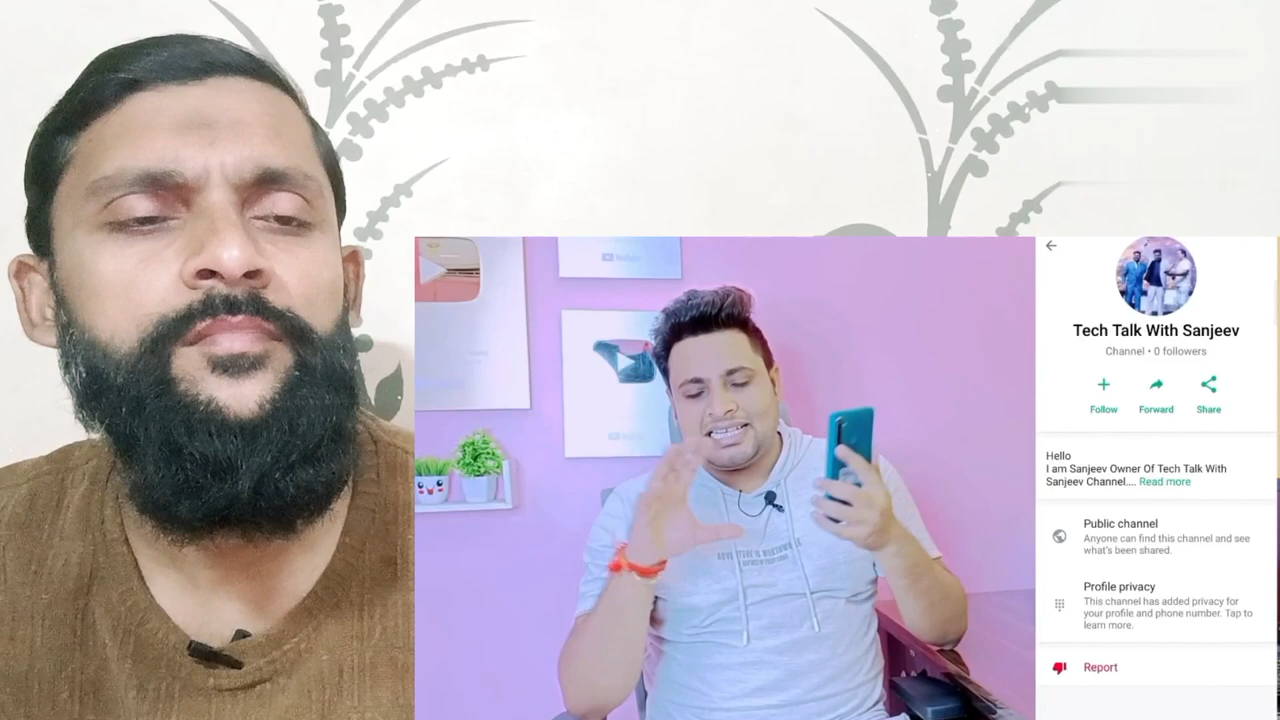 Tech Talk With Sanjeev
Channel • 0 followers
Follow
Forward
Share
Hello
I am Sanjeev Owner Of Tech Talk With
Sanjeev Channel.... Read more
Public channel
Anyone can find this channel and see
what's been shared.
Profile privacy
This channel has added privacy for
your profile and phone number. Tap to
learn more.
Report